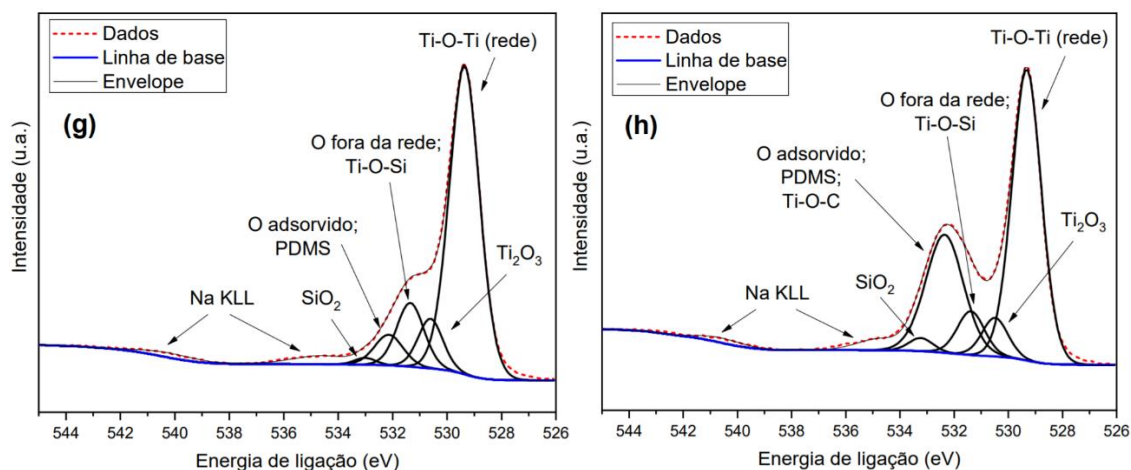 Dados
Linha de base
Envelope
(g)
Ti-O-Ti (rede)
O fora da rede;
Ti-O-Si
O adsorvido;
PDMS
Ti2O3
SiO2
Na KLL
Intensidade (u.a.)
544 542 540 538 536 534 532 530 528 526
Energia de ligação (eV)
Dados
Linha de base
Envelope
(h)
Ti-O-Ti (rede)
O fora da rede;
Ti-O-Si
O adsorvido;
PDMS;
Ti-O-C
Ti2O3
SiO2
Na KLL
Intensidade (u.a.)
544 542 540 538 536 534 532 530 528 526
Energia de ligação (eV)